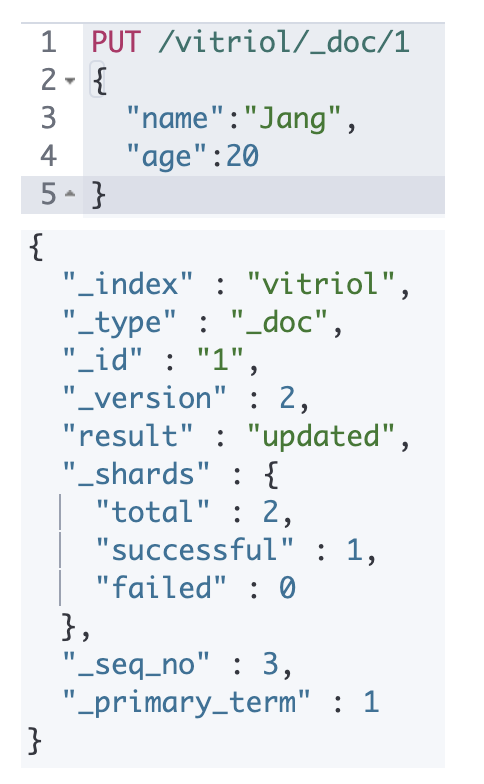 1 PUT /vitriol/_doc/1
2 {
3 "name":"Jang",
4 "age":20
5 }
{
"_index" : "vitriol",
"_type" : "_doc",
"_id" : "1",
"_version" : 2,
"result" : "updated",
"_shards" : {
"total" : 2,
"successful" : 1,
"failed" : 0
},
"_seq_no" : 3,
"_primary_term" : 1
}